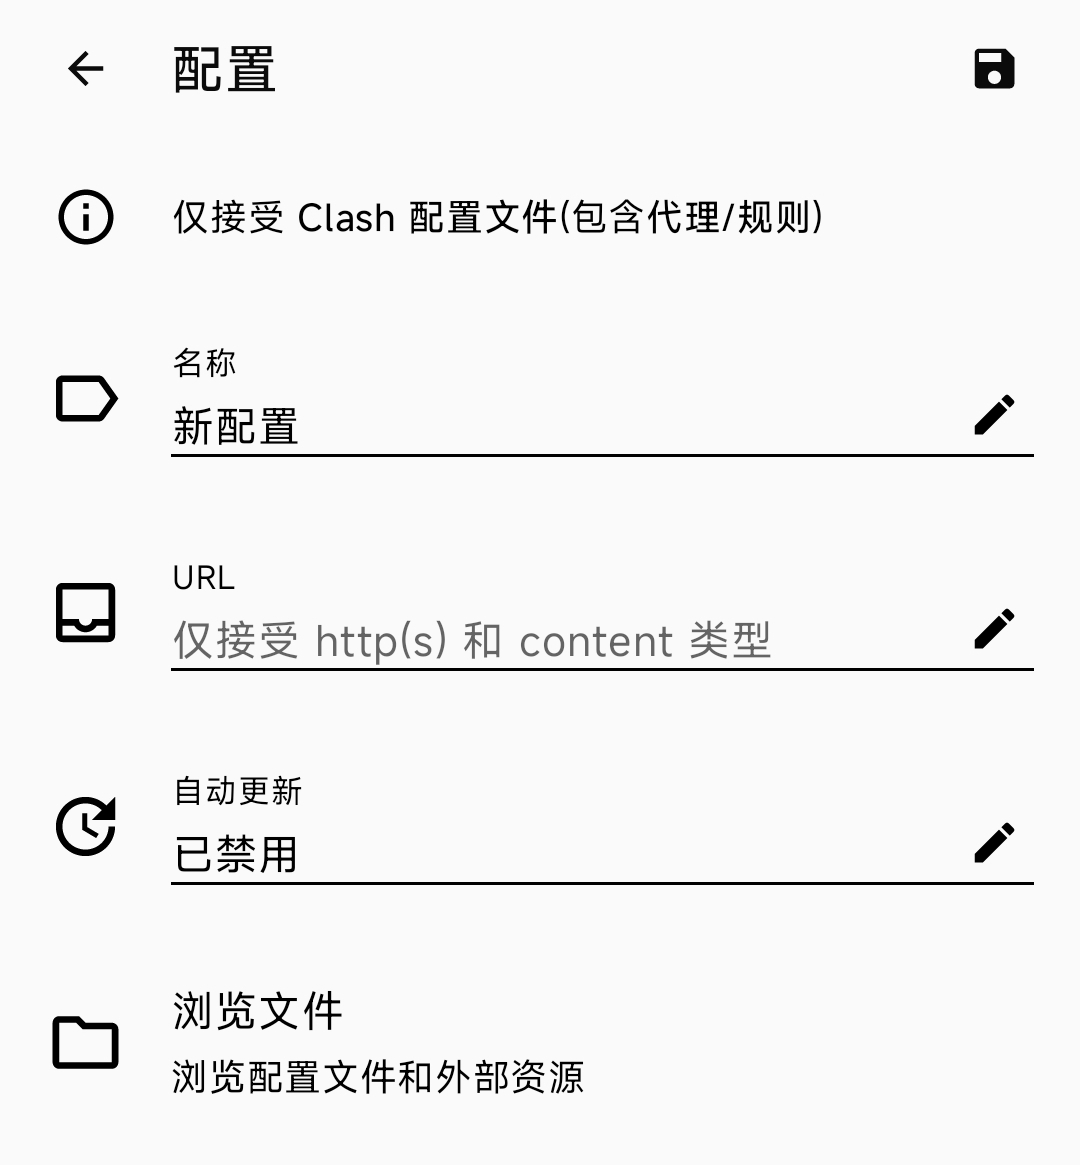 配置
仅接受 Clash 配置文件(包含代理/规则)
名称
新配置
URL
仅接受 http(s) 和 content 类型
自动更新
已禁用
浏览文件
浏览配置文件和外部资源